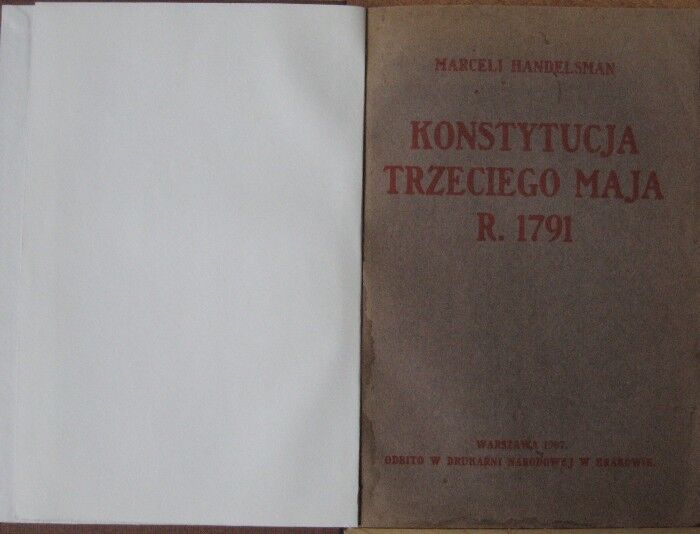 MARCELI HANDELSMAN
KONSTYTUCJA
TRZECIEGO MAJA
R. 1791
WARSZAWA 1907.
ODBITO W DRUKARNI NARODOWEJ W KRAKOWIE.